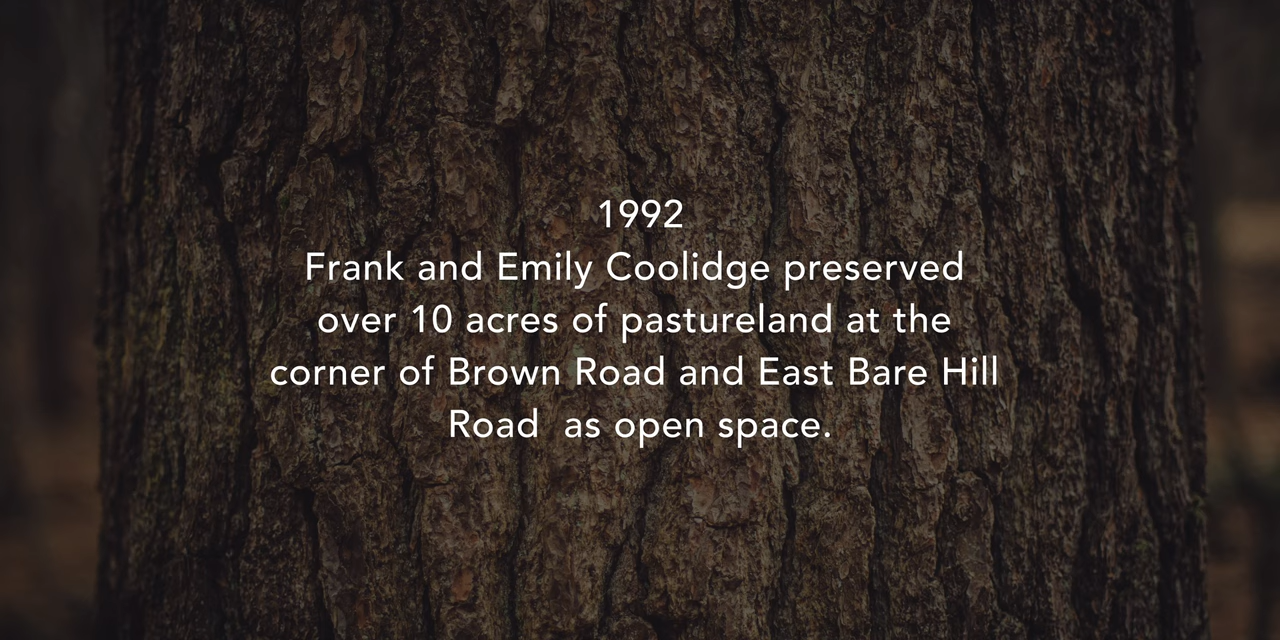 1992
Frank and Emily Coolidge preserved
over 10 acres of pastureland at the
corner of Brown Road and East Bare Hill
Road  as open space.